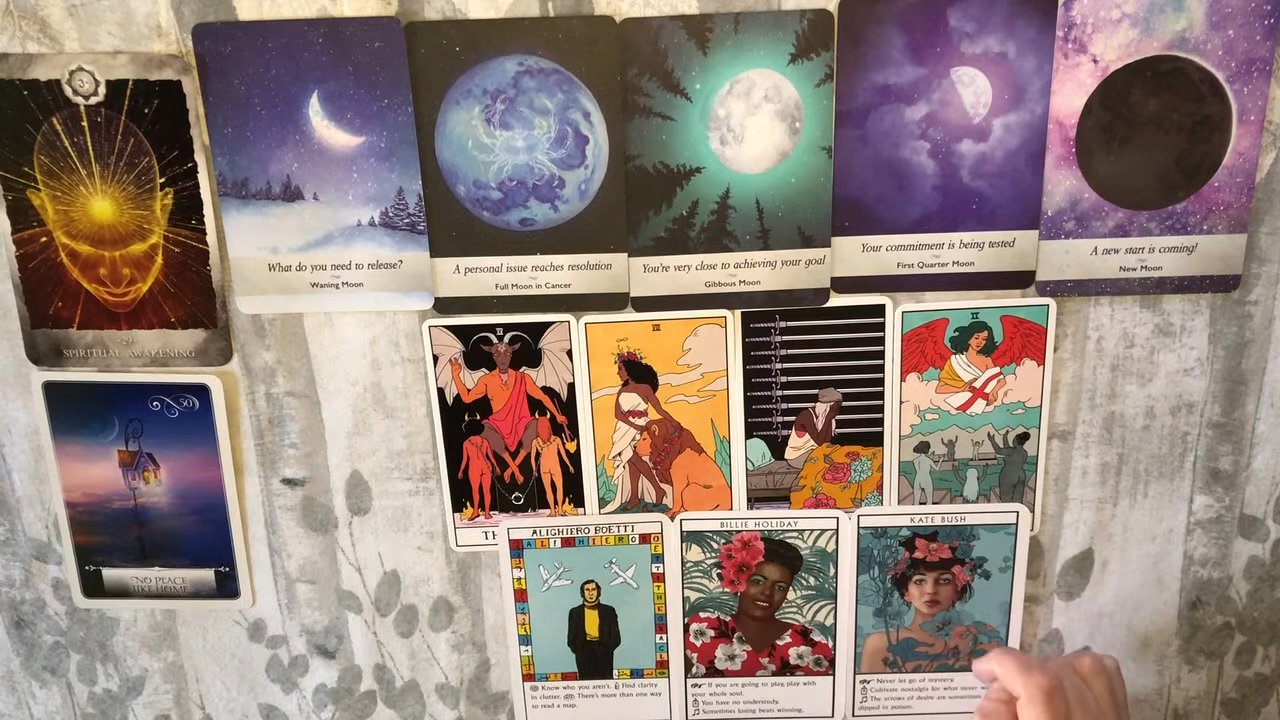 3
·29·
SPIRITUAL AWAKENING
What do you need to release?
Waning Moon
A personal issue reaches resolution
Full Moon in Cancer
You're very close to achieving your goal
Gibbous Moon
Your commitment is being tested
First Quarter Moon
A new start is coming!
New Moon
50
NO PLACE
LIKE HOME
XV
TH
VIII
XX
ALIGHIERO BOETTI
ALIGHIERO
Know who you aren't. Find clarity
in clutter. There's more than one way
to read a map.
BILLIE HOLIDAY
If you are going to play, play with
your whole soul.
You have no understudy.
Sometimes losing beats winning.
KATE BUSH
Never let go of mystery.
Cultivate nostalgia for what never
The arrows of desire are sometimes
dipped in poison.